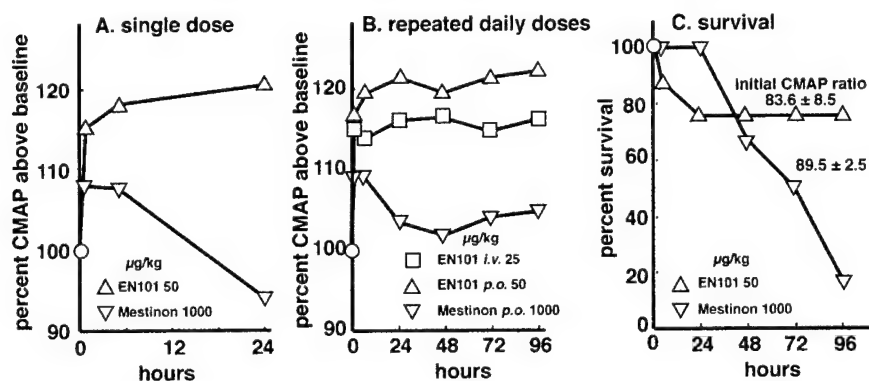 A. single dose
percent CMAP above baseline
120
110
100
90
µg/kg
EN101 50
Mestinon 1000
0 12 24
hours
B. repeated daily doses
percent CMAP above baseline
120
110
100
90
µg/kg
EN101 i.v. 25
EN101 p.o. 50
Mestinon p.o. 1000
0 24 48 72 96
hours
C. survival
percent survival
100
80
60
40
20
0
Initial CMAP ratio
83.6 ± 8.5
89.5 ± 2.5
µg/kg
EN101 50
Mestinon 1000
0 24 48 72 96
hours